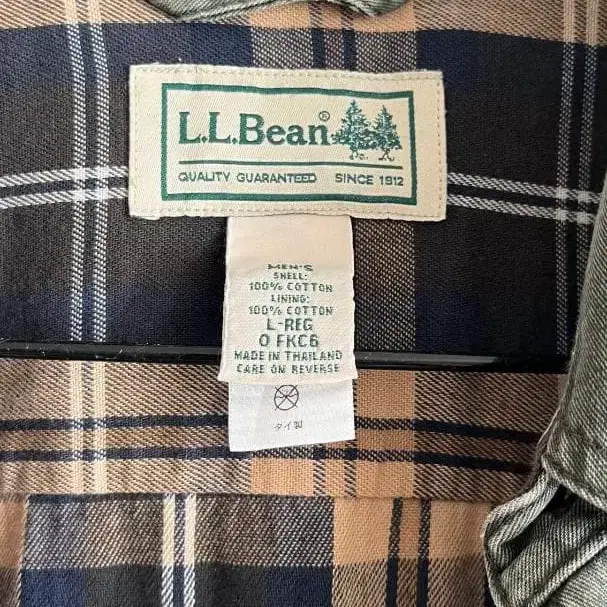 L.L.Bean®
QUALITY GUARANTEED SINCE 1912
MEN'S
SHELL:
100% COTTON
LINING:
100% COTTON
L-REG
0 FKC6
MADE IN THAILAND
CARE ON REVERSE
タイ製